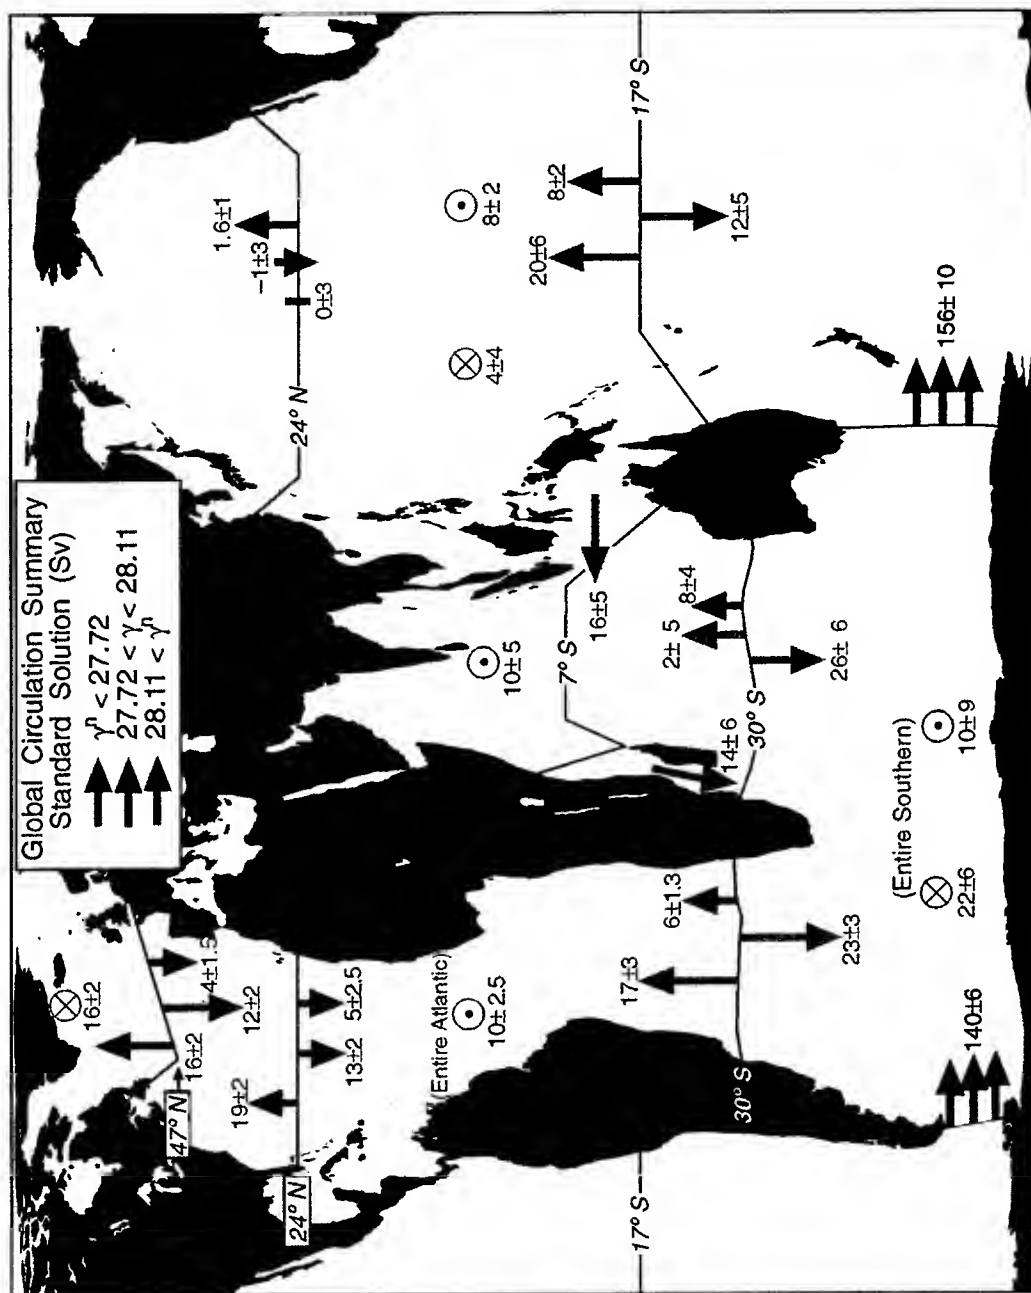 Global Circulation Summary
Standard Solution (Sv)
γⁿ < 27.72
27.72 < γ < 28.11
28.11 < γⁿ
16±2
4±1.5
12±2
16±2
47° N
19±2
13±2
5±2.5
24° N
24° N
0±3
−1±3
1.6±1
(Entire Atlantic)
10±2.5
10±5
4±4
8±2
7° S
16±5
20±6
8±2
12±5
17° S
17° S
17±3
6±1.3
23±3
30° S
14±6
30° S
2±5
8±4
26±6
(Entire Southern)
22±6
10±9
140±6
156±10